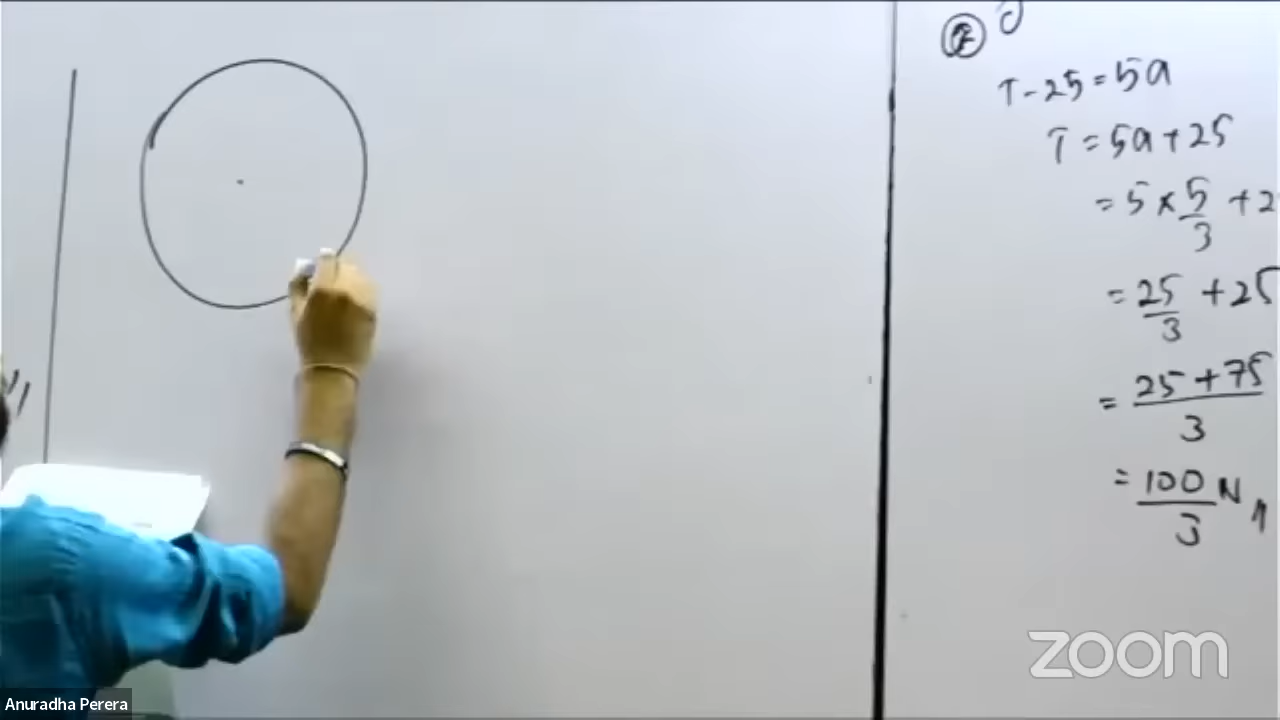 ②
T - 25 = 5a
T = 5a + 25
= 5 × 5/3 + 2
= 25/3 + 25
= 25 + 75 / 3
= 100/3 N
zoom
Anuradha Perera